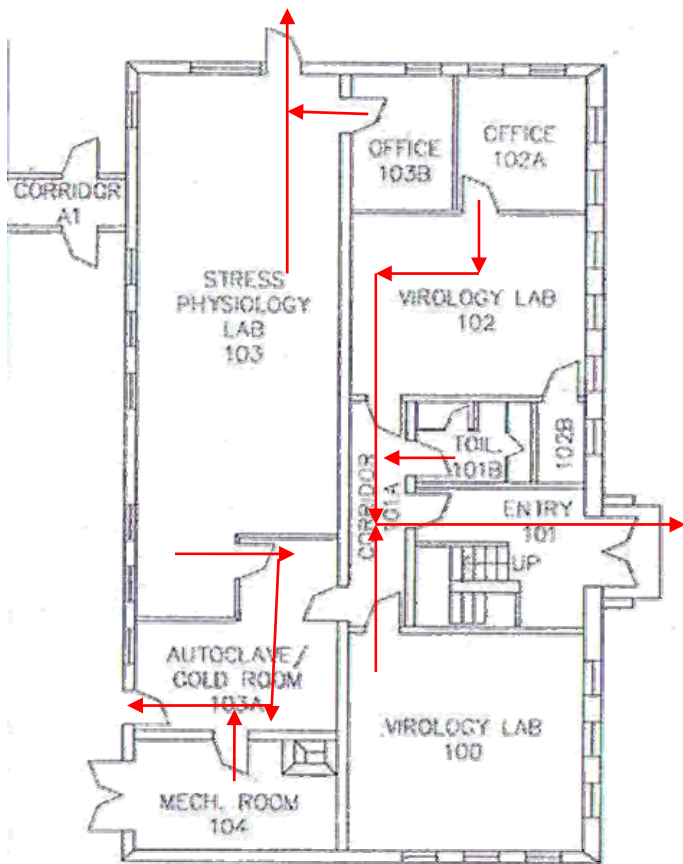 OFFICE
103B
OFFICE
102A
CORRIDOR
A1
STRESS
PHYSIOLOGY
LAB
103
VIROLOGY LAB
102
TOIL.
101B
102B
CORRIDOR
101A
ENTRY
101
UP
AUTOCLAVE/
COLD ROOM
103A
VIROLOGY LAB
100
MECH. ROOM
104